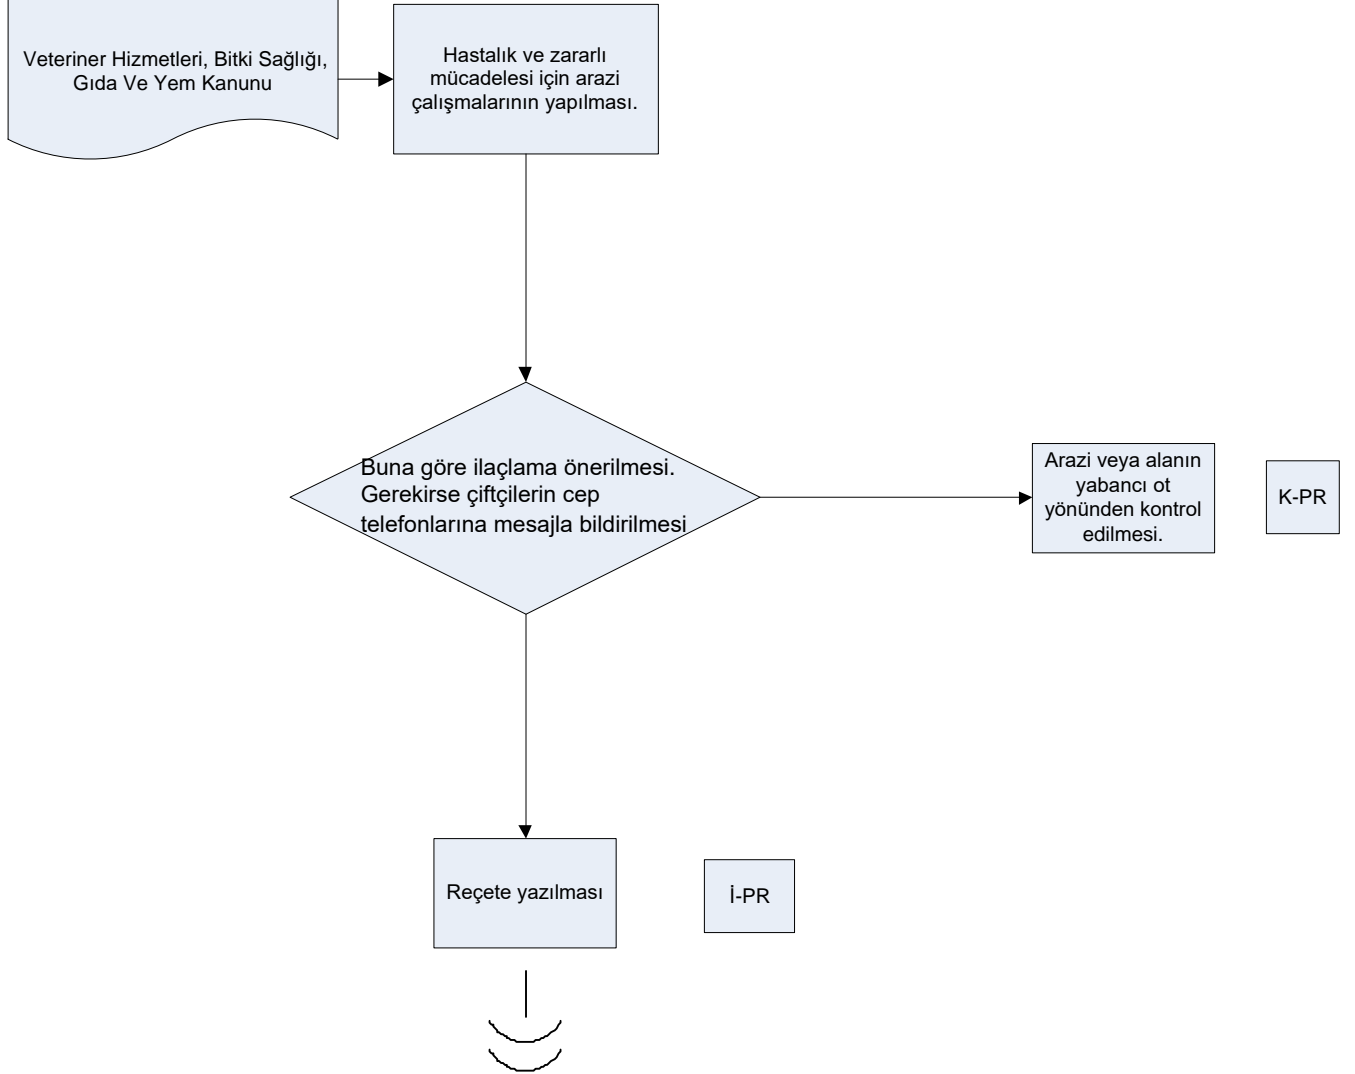 Veteriner Hizmetleri, Bitki Sağlığı,
Gıda Ve Yem Kanunu
Hastalık ve zararlı
mücadelesi için arazi
çalışmalarının yapılması.
Buna göre ilaçlama önerilmesi.
Gerekirse çiftçilerin cep
telefonlarına mesajla bildirilmesi
Arazi veya alanın
yabancı ot
yönünden kontrol
edilmesi.
K-PR
Reçete yazılması
İ-PR